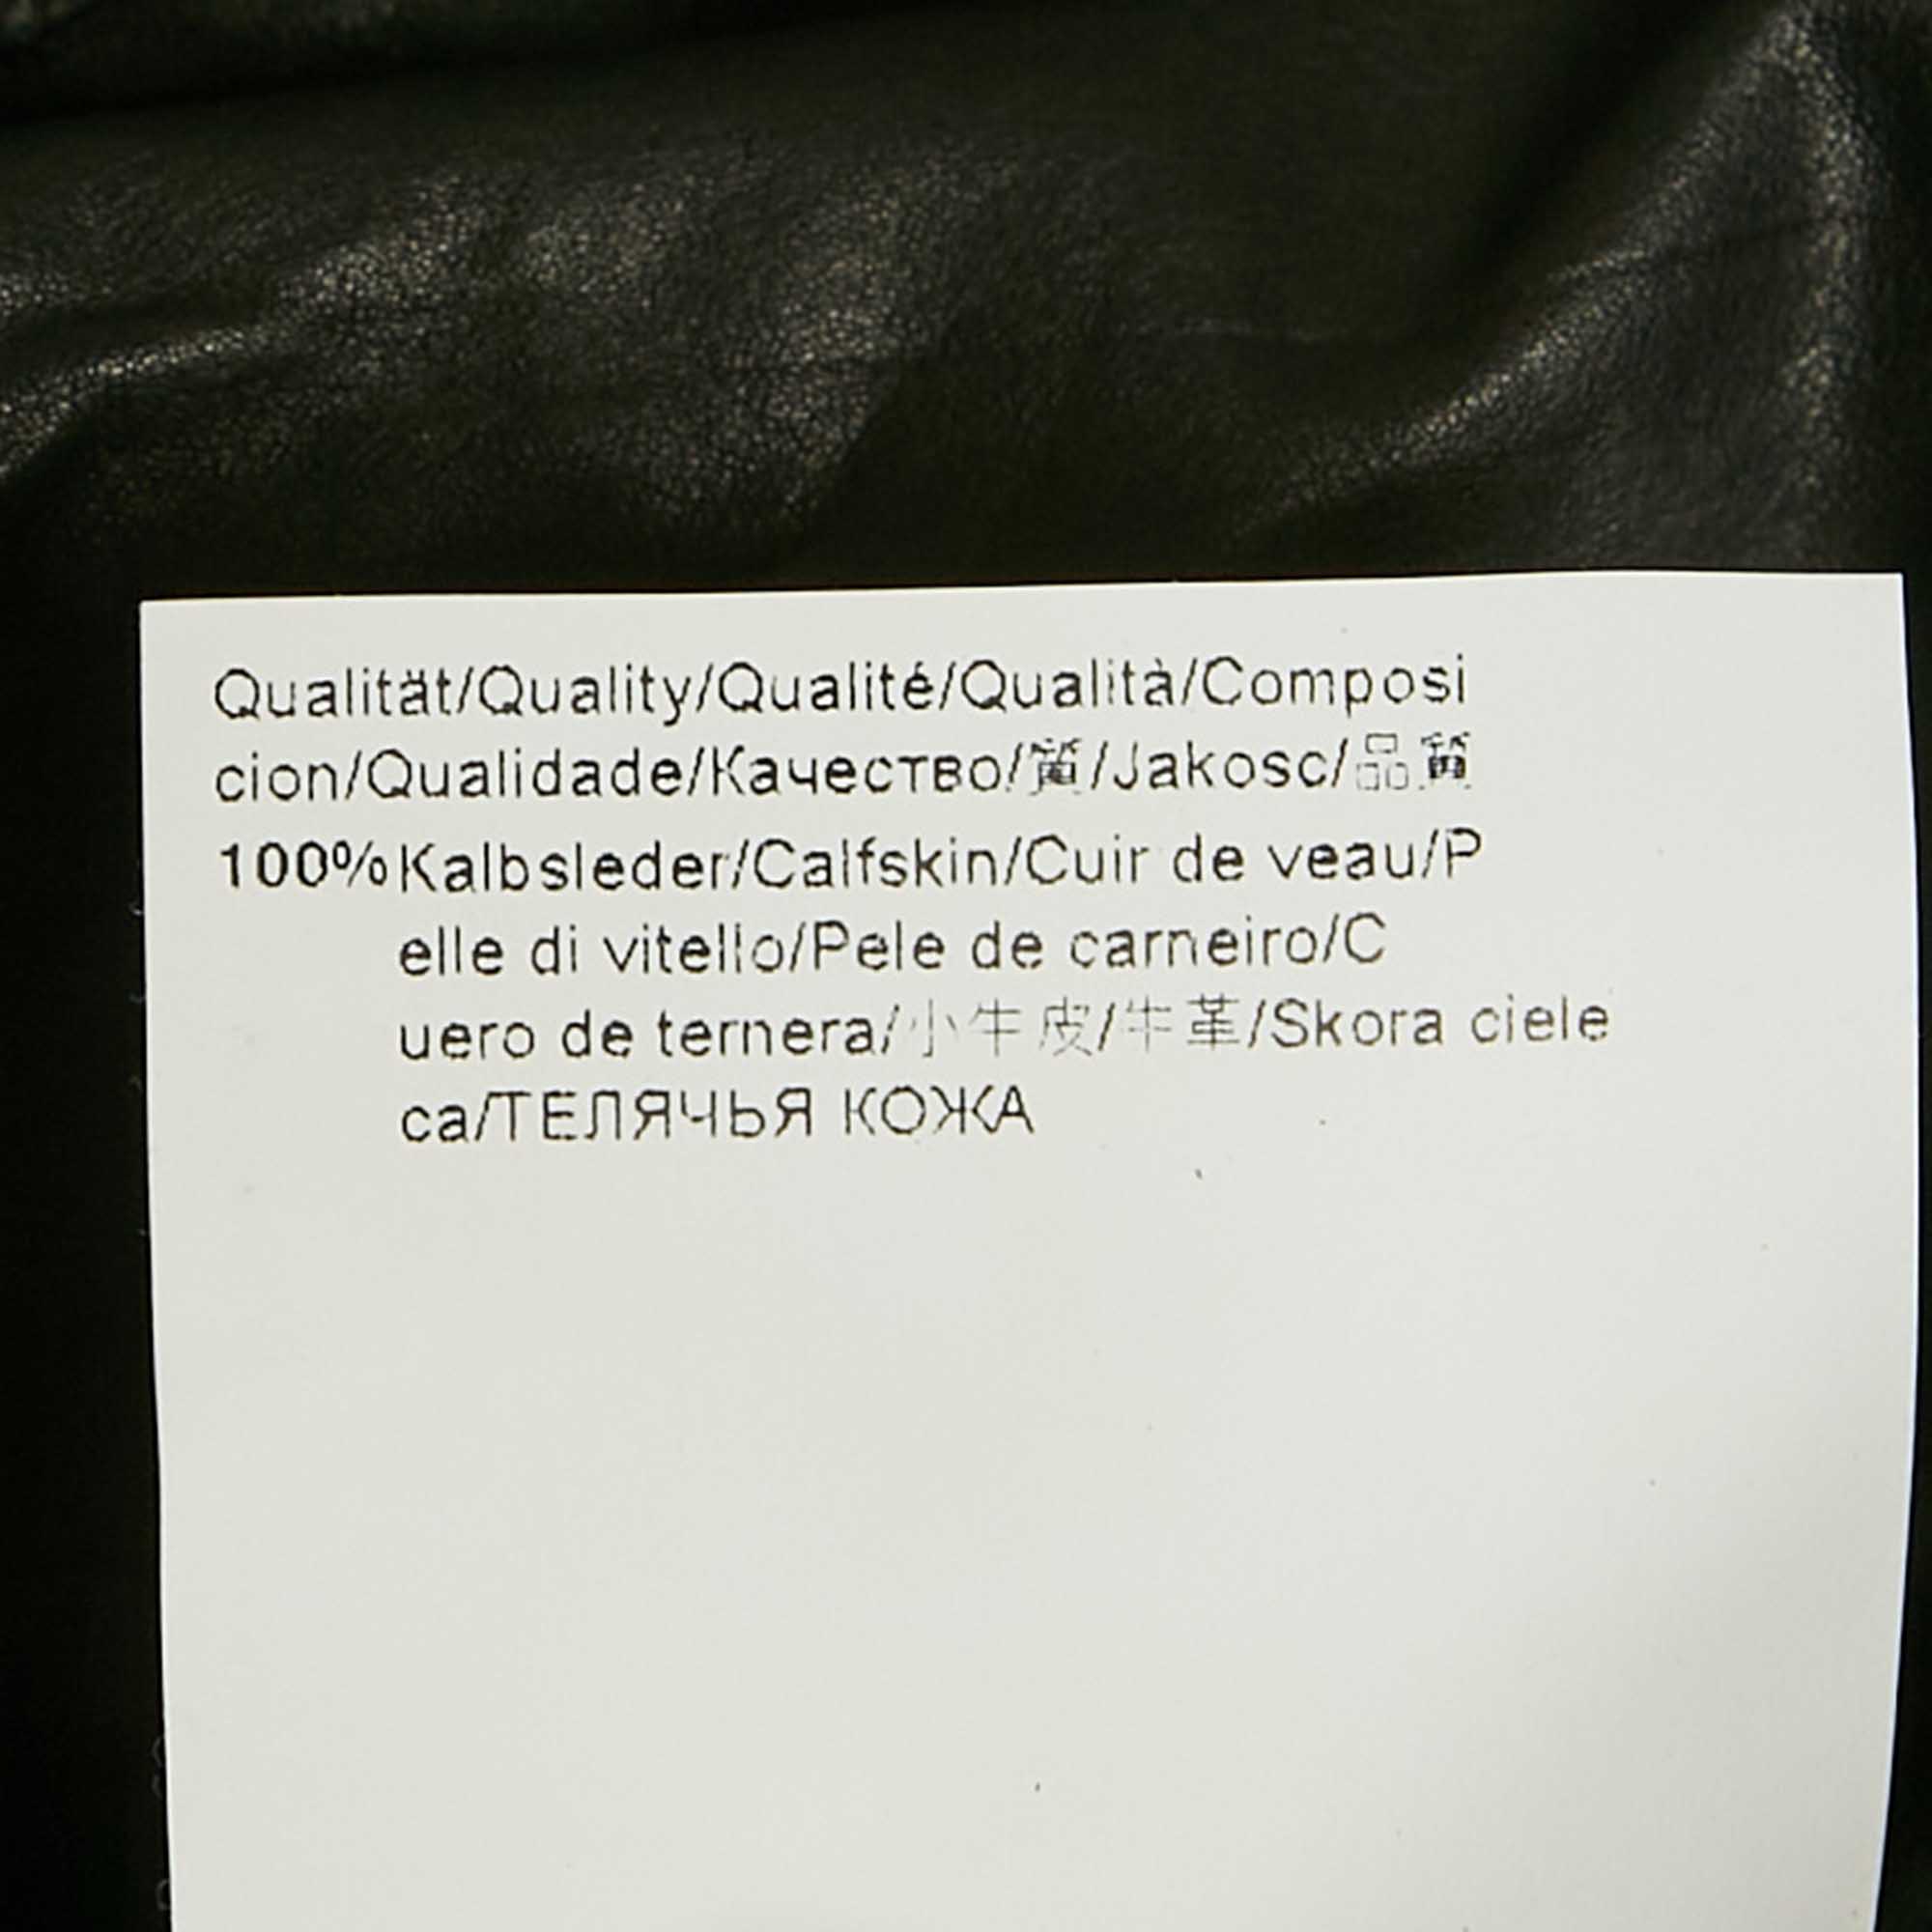 Qualität/Quality/Qualité/Qualità/Composi
cion/Qualidade/Качество/質/Jakosc/品質
100% Kalbsleder/Calfskin/Cuir de veau/P
elle di vitello/Pele de carneiro/C
uero de ternera/小牛皮/牛革/Skora ciele
ca/ТЕЛЯЧЬЯ КОЖА